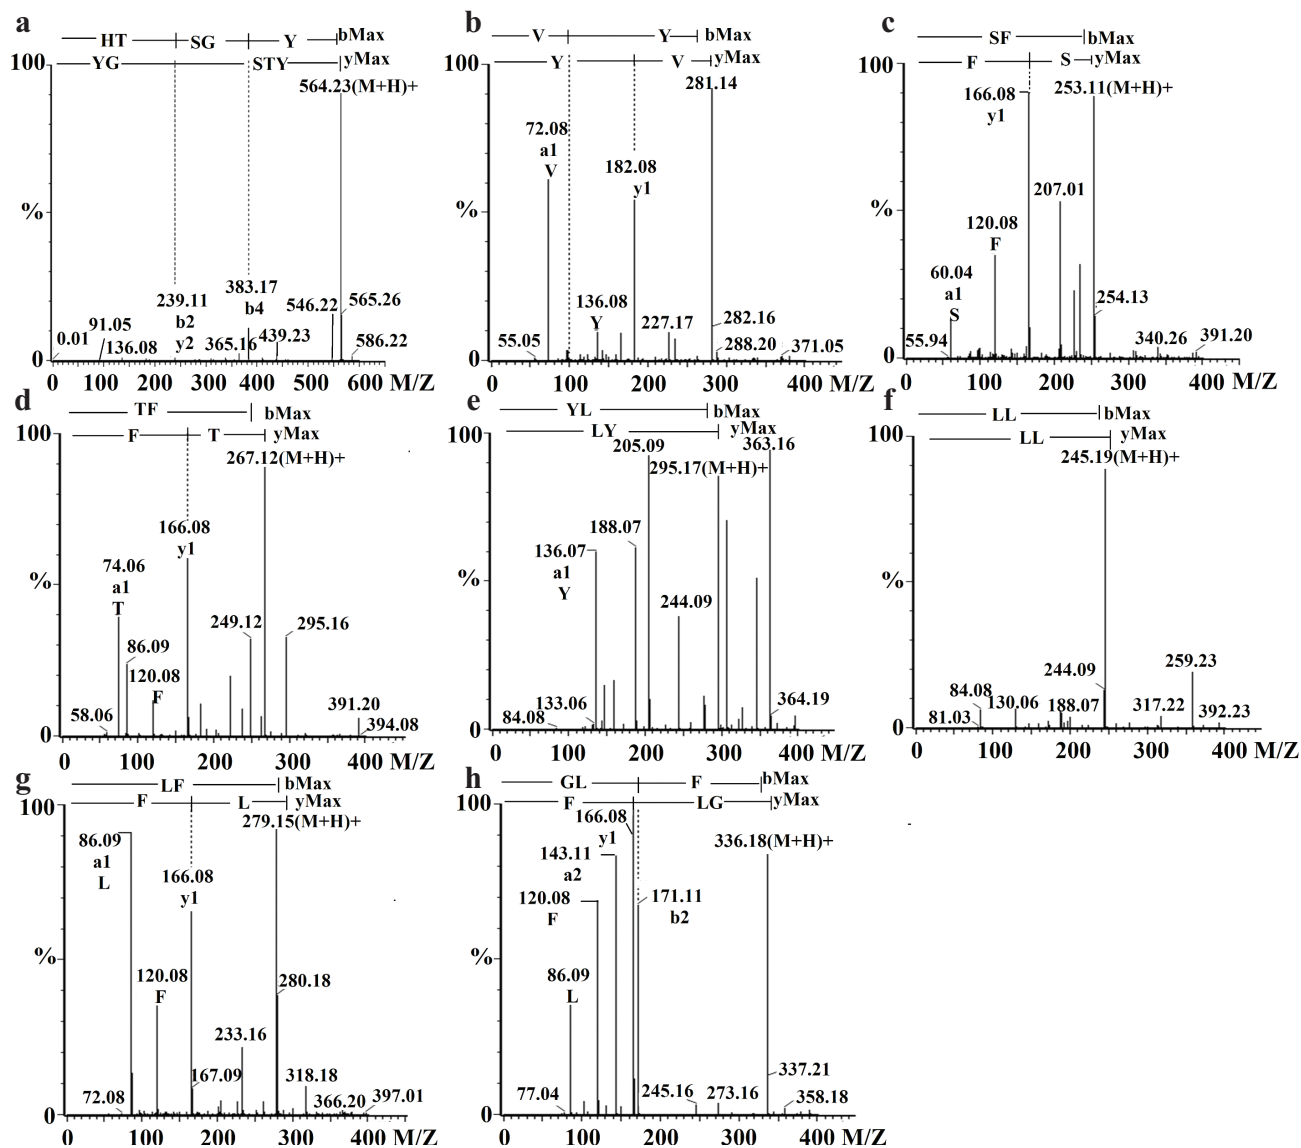 a
HT SG Y bMax
YG STY yMax
100
564.23(M+H)+
%
239.11
b2
y2
383.17
b4
546.22
565.26
0.01
91.05
136.08
365.16
439.23
586.22
0
0 100 200 300 400 500 600 M/Z
b
V Y bMax
Y V yMax
100
281.14
72.08
a1
V
182.08
y1
%
136.08
Y
227.17
282.16
55.05
288.20
371.05
0
0 100 200 300 400 M/Z
c
SF bMax
F S yMax
100
166.08
y1
253.11(M+H)+
207.01
%
120.08
F
60.04
a1
S
254.13
55.94
340.26
391.20
0
0 100 200 300 400 M/Z
d
TF bMax
F T yMax
100
267.12(M+H)+
166.08
y1
74.06
a1
T
%
249.12
295.16
86.09
120.08
F
58.06
391.20
394.08
0
0 100 200 300 400 M/Z
e
YL bMax
LY yMax
100
205.09
363.16
295.17(M+H)+
188.07
136.07
a1
Y
%
244.09
133.06
84.08
364.19
0
0 100 200 300 400 M/Z
f
LL bMax
LL yMax
100
245.19(M+H)+
%
244.09
259.23
84.08
130.06
188.07
317.22
81.03
392.23
0
0 100 200 300 400 M/Z
g
LF bMax
F L yMax
100
279.15(M+H)+
86.09
a1
L
166.08
y1
%
120.08
F
280.18
233.16
167.09
318.18
72.08
366.20
397.01
0
0 100 200 300 400 M/Z
h
GL F bMax
F LG yMax
100
166.08
y1
336.18(M+H)+
143.11
a2
120.08
F
171.11
b2
%
86.09
L
337.21
77.04
245.16
273.16
358.18
0
0 100 200 300 400 M/Z